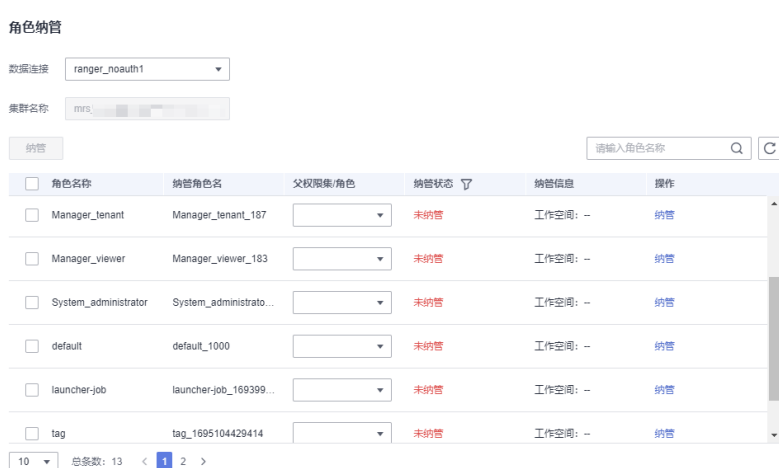 角色纳管
数据连接 ranger_noauth1
集群名称 mrs
纳管 请输入角色名称
角色名称 纳管角色名 父权限集/角色 纳管状态 纳管信息 操作
Manager_tenant Manager_tenant_187 未纳管 工作空间: -- 纳管
Manager_viewer Manager_viewer_183 未纳管 工作空间: -- 纳管
System_administrator System_administrato... 未纳管 工作空间: -- 纳管
default default_1000 未纳管 工作空间: -- 纳管
launcher-job launcher-job_169399... 未纳管 工作空间: -- 纳管
tag tag_1695104429414 未纳管 工作空间: -- 纳管
10 总条数: 13 < 1 2 >